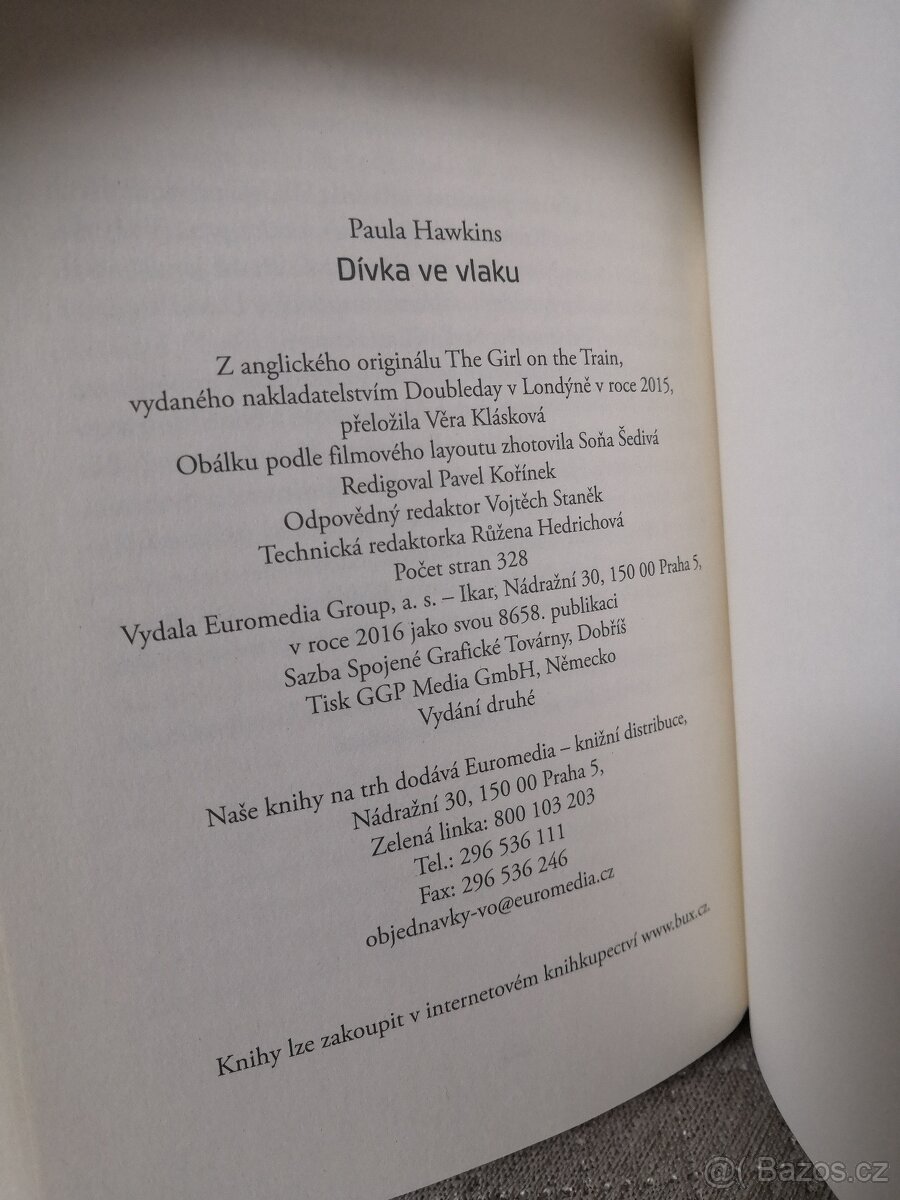 Paula Hawkins
Dívka ve vlaku
Z anglického originálu The Girl on the Train,
vydaného nakladatelstvím Doubleday v Londýně v roce 2015,
přeložila Věra Klásková
Obálku podle filmového layoutu zhotovila Soňa Šedivá
Redigoval Pavel Kořínek
Odpovědný redaktor Vojtěch Staněk
Technická redaktorka Růžena Hedrichová
Počet stran 328
Vydala Euromedia Group, a. s. – Ikar, Nádražní 30, 150 00 Praha 5,
v roce 2016 jako svou 8658. publikaci
Sazba Spojené Grafické Továrny, Dobříš
Tisk GGP Media GmbH, Německo
Vydání druhé
Naše knihy na trh dodává Euromedia – knižní distribuce,
Nádražní 30, 150 00 Praha 5,
Zelená linka: 800 103 203
Tel.: 296 536 111
Fax: 296 536 246
objednavky-vo@euromedia.cz
Knihy lze zakoupit v internetovém knihkupectví www.bux.cz.
@( Bazos.cz